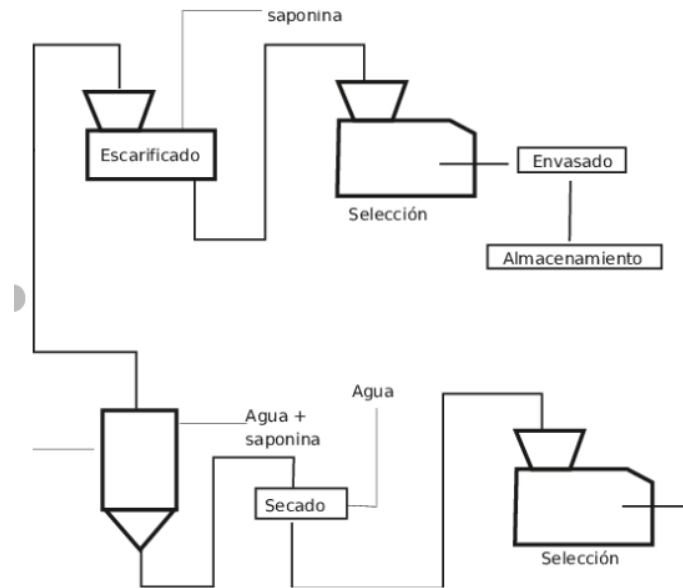 saponina
Escarificado
Envasado
Selección
Almacenamiento
Agua
Agua +
saponina
Secado
Selección